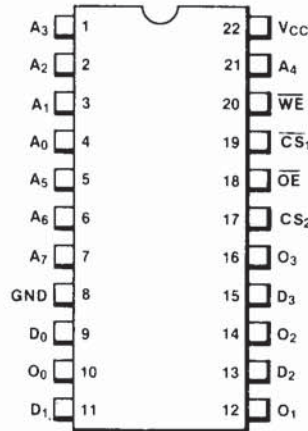 A3 1 22 VCC
A2 2 21 A4
A1 3 20 WE
A0 4 19 CS1
A5 5 18 OE
A6 6 17 CS2
A7 7 16 O3
GND 8 15 D3
D0 9 14 O2
O0 10 13 D2
D1 11 12 O1